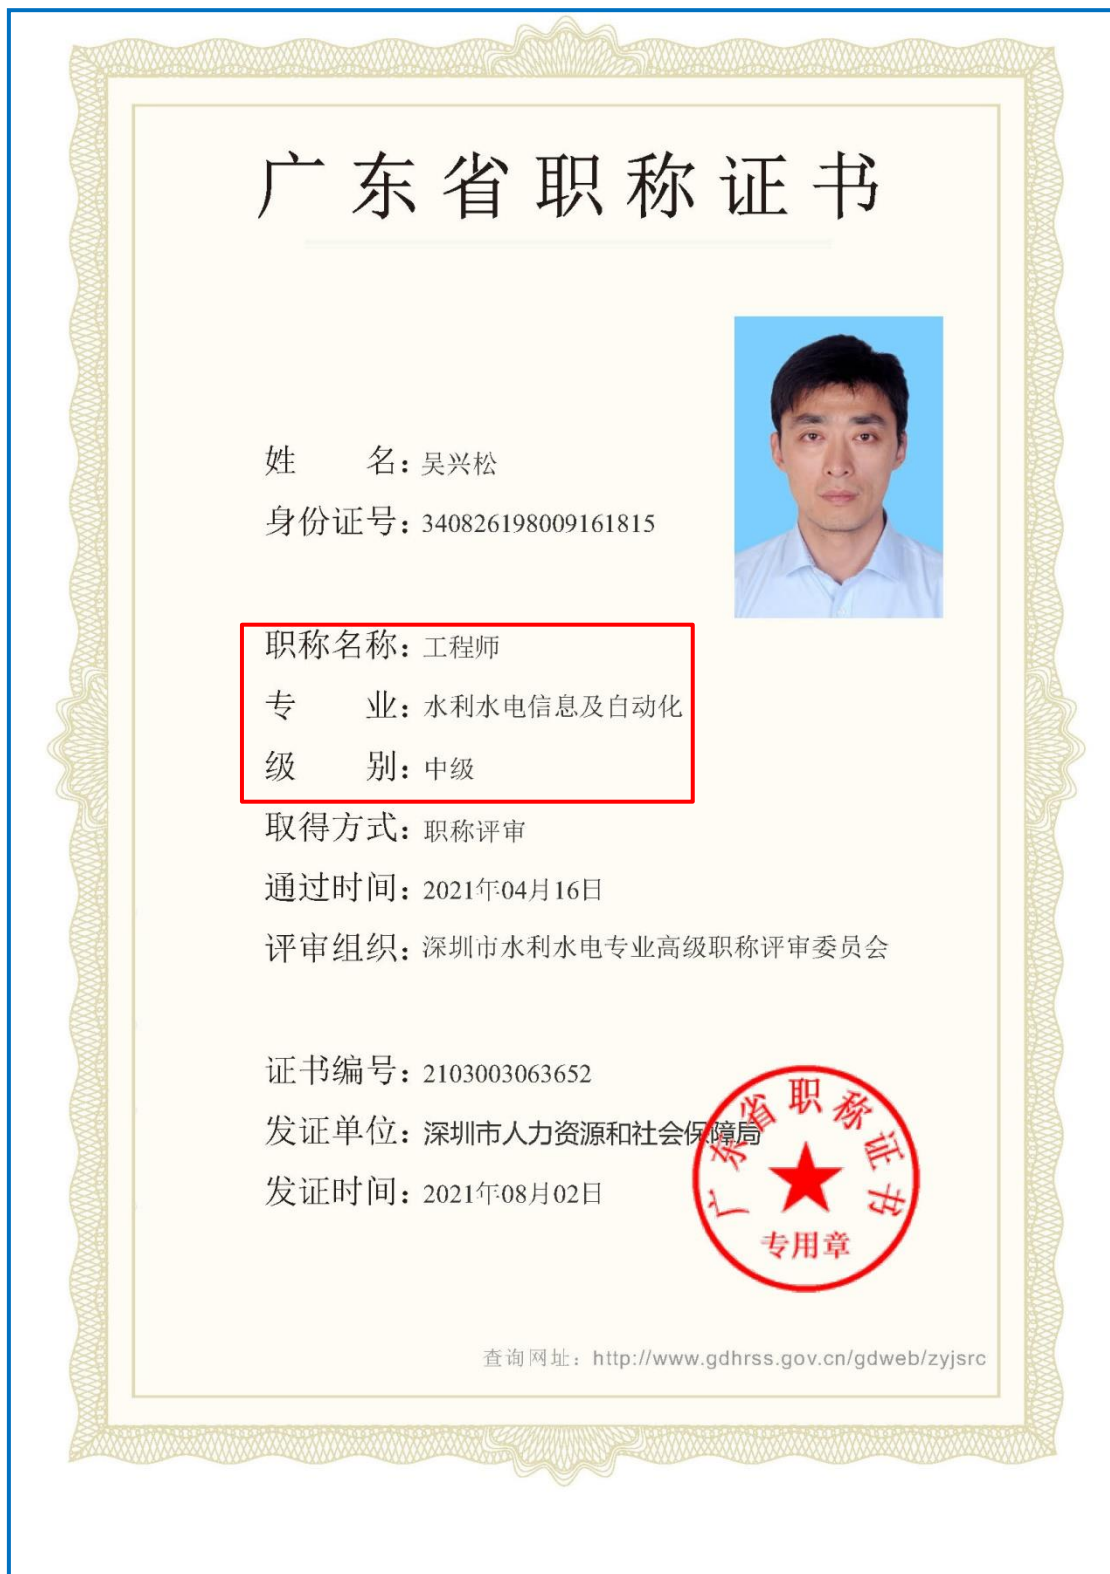 广东省职称证书
姓名：吴兴松
身份证号：340826198009161815
职称名称：工程师
专业：水利水电信息及自动化
级别：中级
取得方式：职称评审
通过时间：2021年04月16日
评审组织：深圳市水利水电专业高级职称评审委员会
证书编号：2103003063652
发证单位：深圳市人力资源和社会保障局
发证时间：2021年08月02日
广东省职称证书
专用章
查询网址：http://www.gdhrss.gov.cn/gdweb/zyjsrc